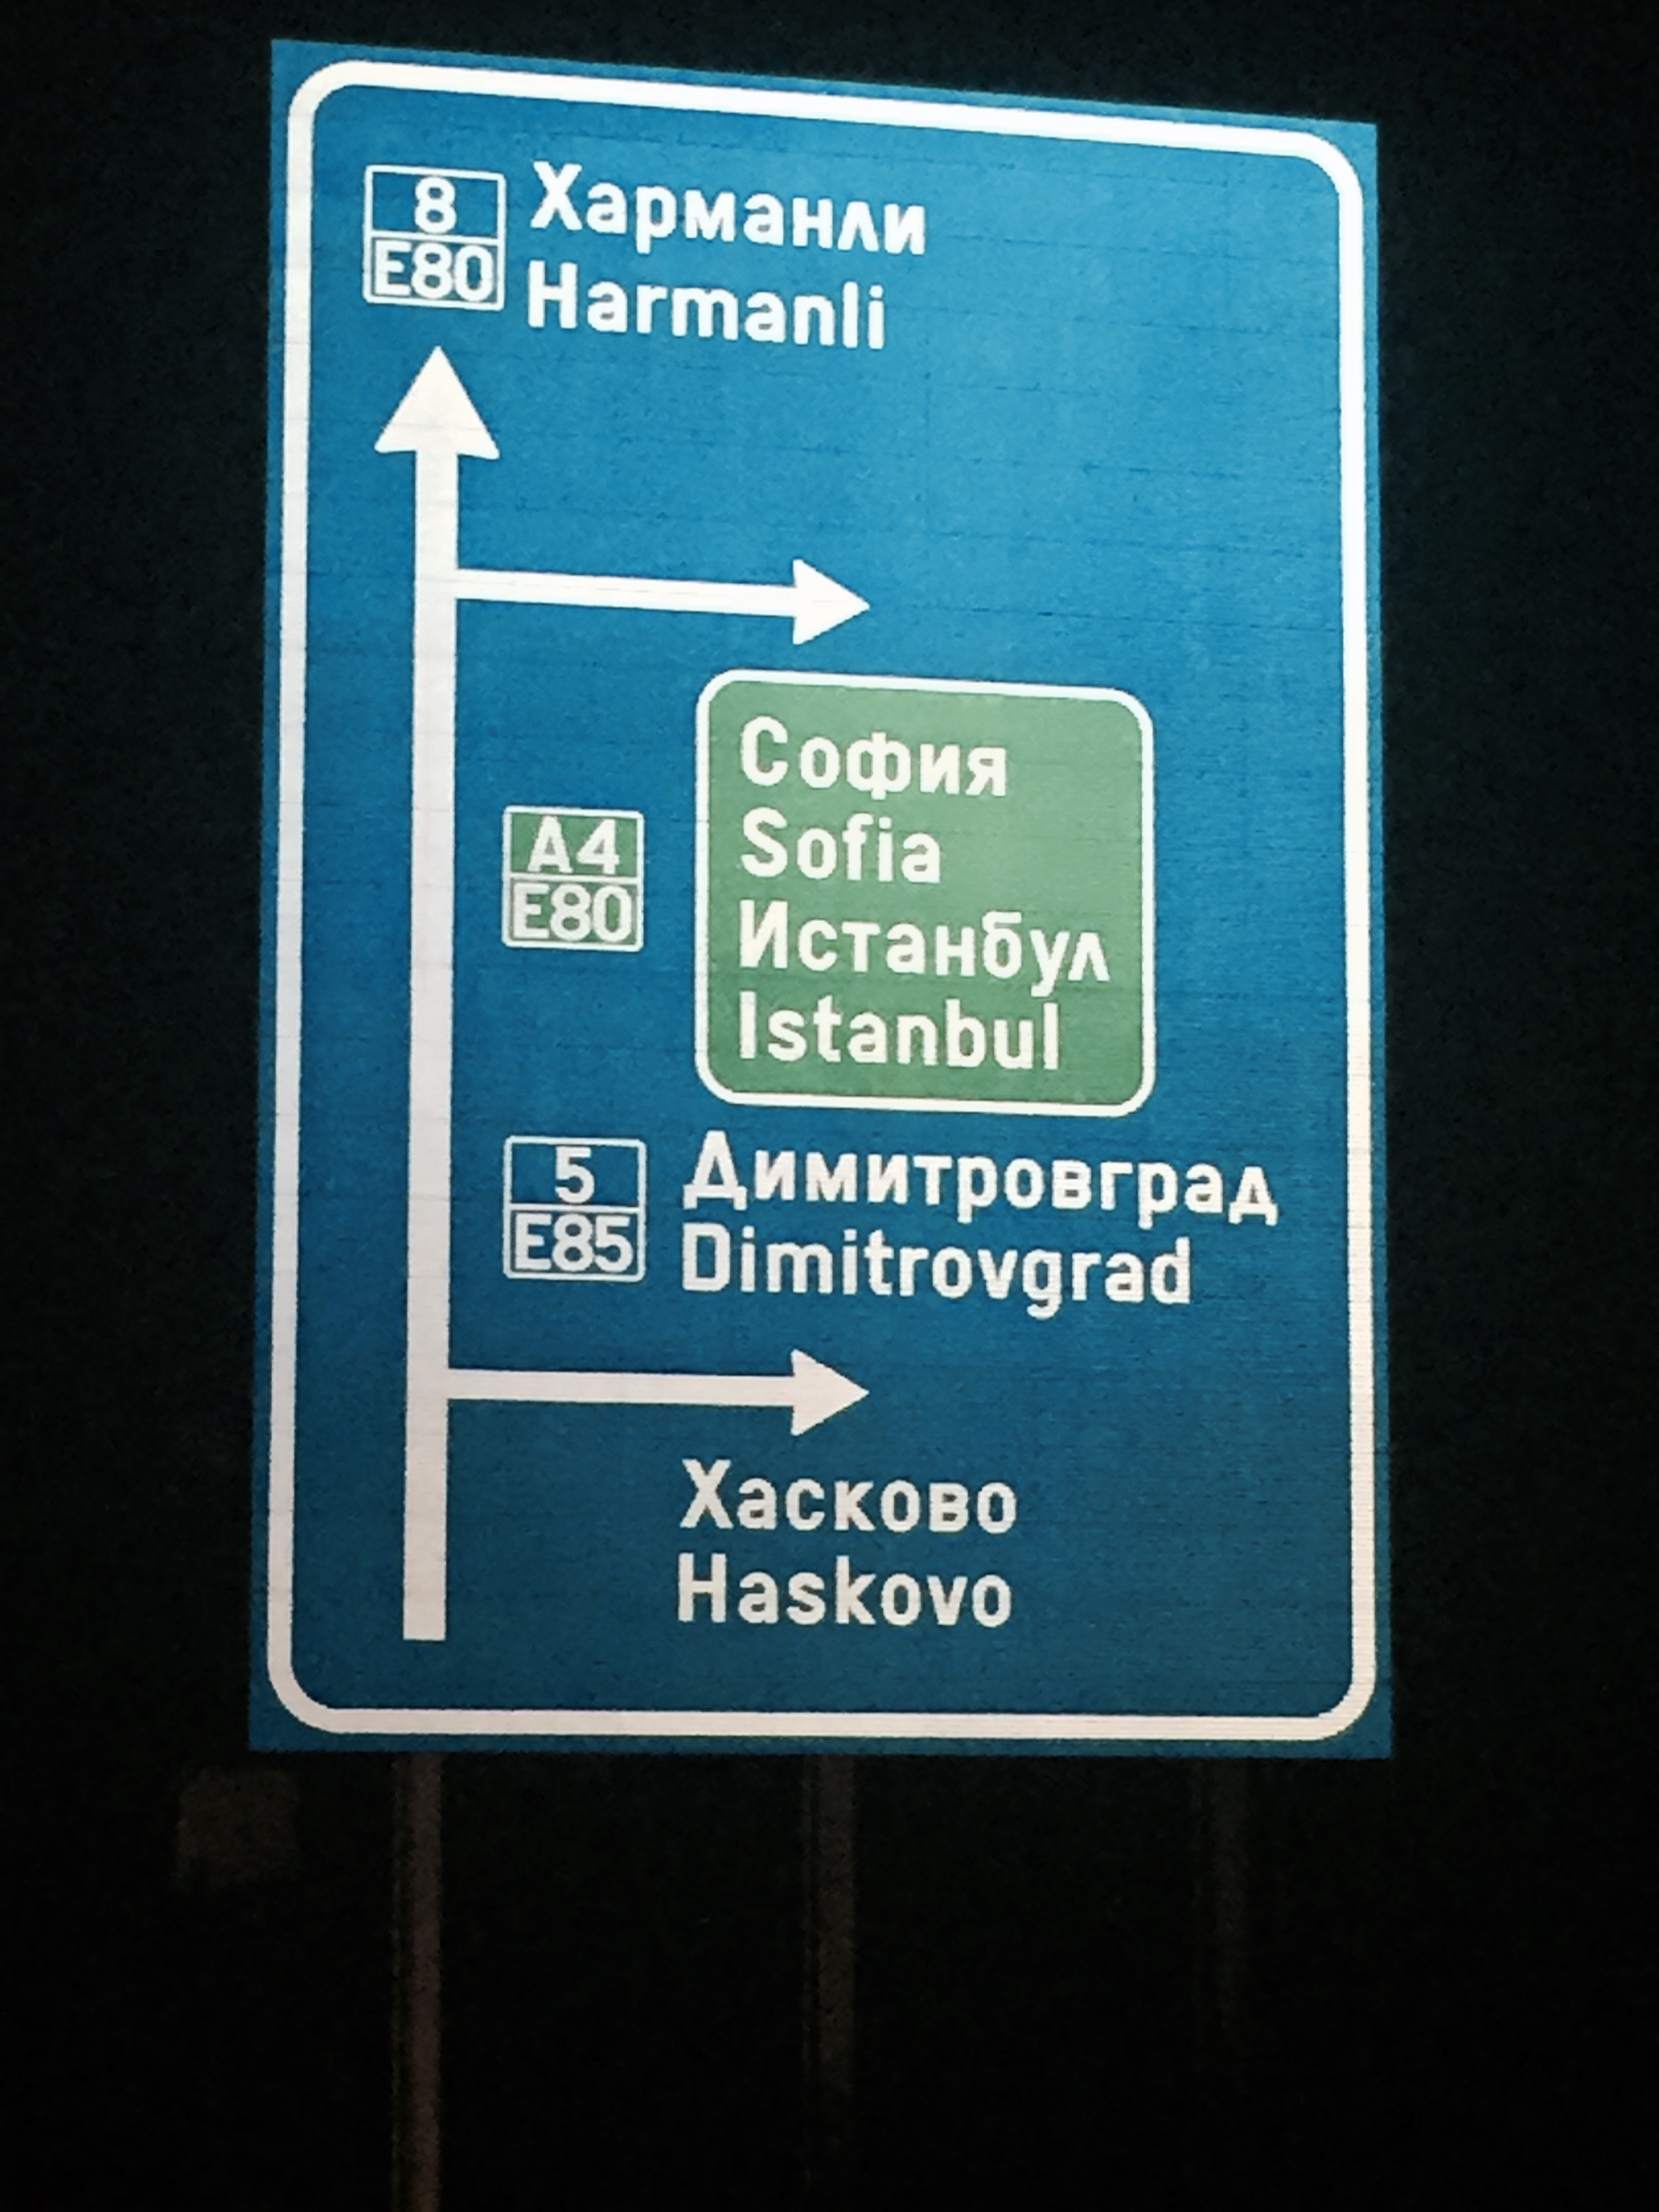 8
E80
Харманли
Harmanli
София
Sofia
A4
E80
Истанбул
Istanbul
5
E85
Димитровград
Dimitrovgrad
Хасково
Haskovo